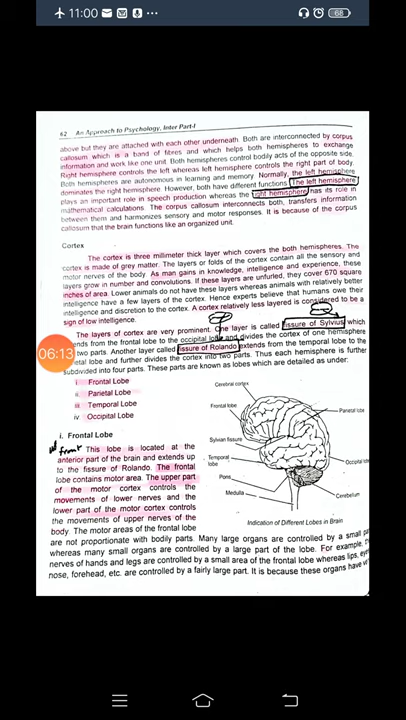 11:00
68
62 An Approach to Psychology, Inter Part-I
above but they are attached with each other underneath. Both are interconnected by corpus
callosum which is a band of fibres and which helps both hemispheres to exchange
information and work like one unit. Both hemispheres control bodily acts of the opposite side.
Right hemisphere controls the left whereas left hemisphere controls the right part of body.
Both hemispheres are autonomous in learning and memory. Normally, the left hemisphere
dominates the right hemisphere. However, both have different functions. The left hemisphere
plays an important role in speech production whereas the right hemisphere has its role in
mathematical calculations. The corpus callosum interconnects both, transfers information
between them and harmonizes sensory and motor responses. It is because of the corpus
callosum that the brain functions like an organized unit.
Cortex
The cortex is three millimeter thick layer which covers the both hemispheres. The
cortex is made of grey matter. The layers or folds of the cortex contain all the sensory and
motor nerves of the body. As man gains in knowledge, intelligence and experience, these
layers grow in number and convolutions. If these layers are unfurled, they cover 670 square
inches of area. Lower animals do not have these layers whereas animals with relatively better
intelligence have a few layers of the cortex. Hence experts believe that humans owe their
intelligence and discretion to the cortex. A cortex relatively less layered is considered to be a
sign of low intelligence.
The layers of cortex are very prominent. One layer is called fissure of Sylvius which
ends from the frontal lobe to the occipital lobe and divides the cortex of one hemisphere
06:13
two parts. Another layer called fissure of Rolando extends from the temporal lobe to the
etal lobe and further divides the cortex into two parts. Thus each hemisphere is further
subdivided into four parts. These parts are known as lobes which are detailed as under:
i Frontal Lobe
ii. Parietal Lobe
iii Temporal Lobe
iv Occipital Lobe
i. Frontal Lobe
front
This lobe is located at the
anterior part of the brain and extends up
to the fissure of Rolando. The frontal
lobe contains motor area. The upper part
of the motor cortex controls the
movements of lower nerves and the
lower part of the motor cortex controls
the movements of upper nerves of the
body. The motor areas of the frontal lobe
Cerebral cortex
Frontal lobe
Parietal lobe
Sylvian fissure
Temporal
lobe
Occipital lobe
Pons
Medulla
Cerebellum
Indication of Different Lobes in Brain
are not proportionate with bodily parts. Many large organs are controlled by a small pa
whereas many small organs are controlled by a large part of the lobe. For example, th
nerves of hands and legs are controlled by a small area of the frontal lobe whereas lips, eye
nose, forehead, etc. are controlled by a fairly large part. It is because these organs have